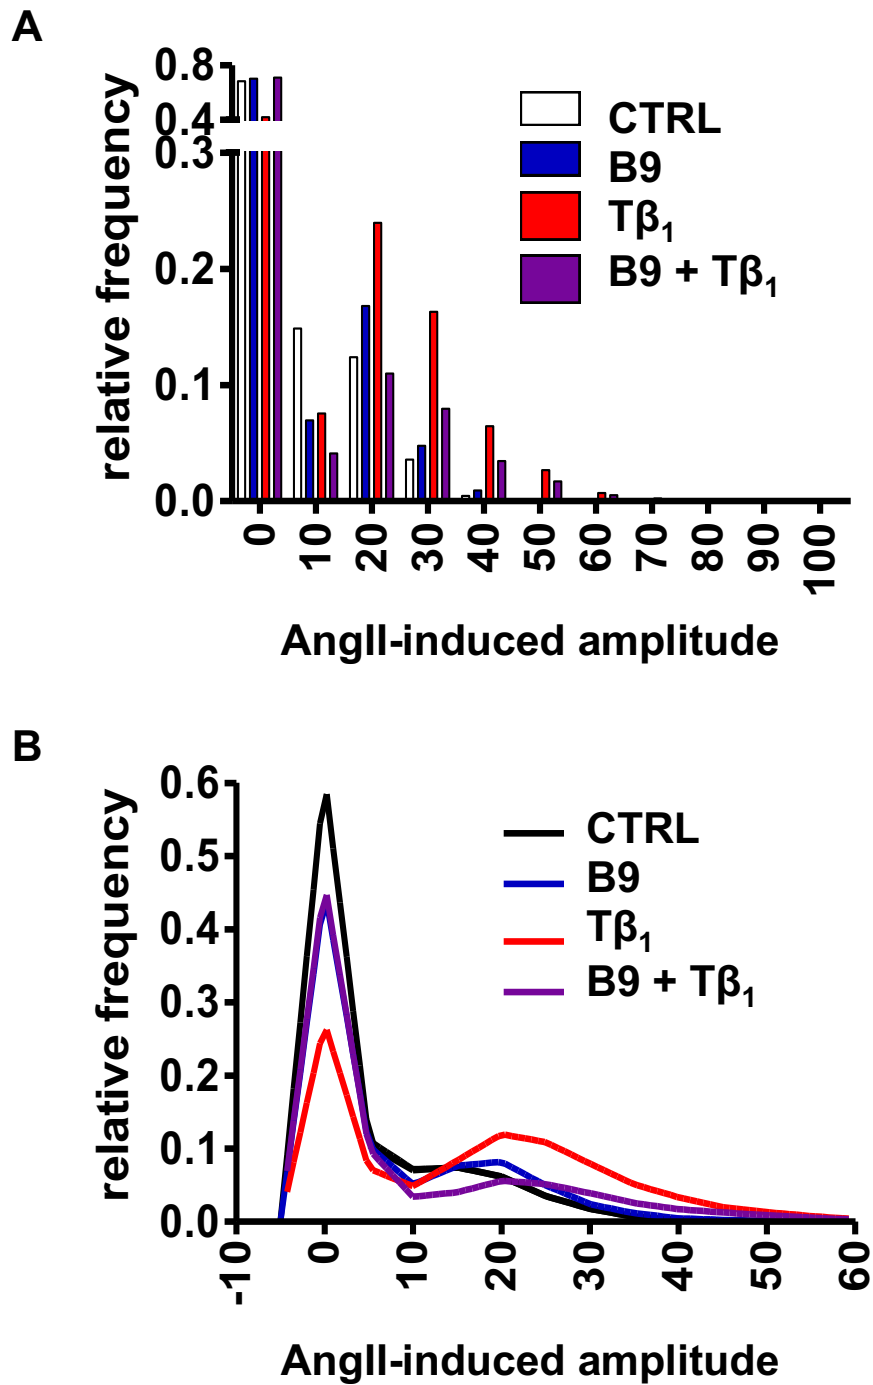 A
relative frequency
0.8
0.4
0.3
0.2
0.1
0.0
CTRL
B9
Tβ₁
B9 + Tβ₁
0 10 20 30 40 50 60 70 80 90 100
AngII-induced amplitude
B
relative frequency
0.6
0.5
0.4
0.3
0.2
0.1
0.0
CTRL
B9
Tβ₁
B9 + Tβ₁
-10 0 10 20 30 40 50 60
AngII-induced amplitude